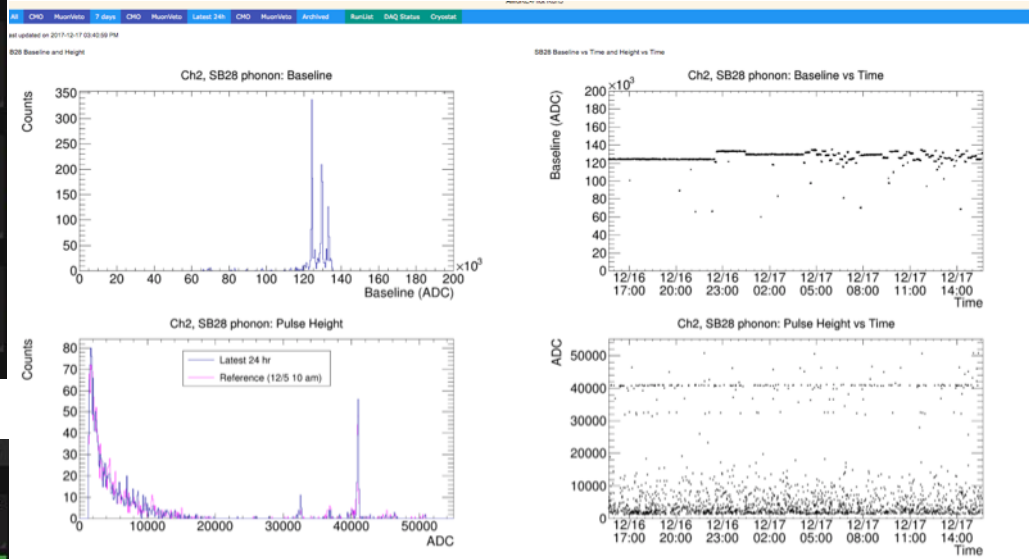 All CMO MuonVeto 7 days CMO MuonVeto Latest 24h CMO MuonVeto Archived RunList DAQ Status Cryostat
ast updated on 2017-12-17 03:40:59 PM
B28 Baseline and Height
SB28 Baseline vs Time and Height vs Time
Ch2, SB28 phonon: Baseline
Counts
350
300
250
200
150
100
50
0
0 20 40 60 80 100 120 140 160 180 200
×10³
Baseline (ADC)
Ch2, SB28 phonon: Baseline vs Time
Baseline (ADC)
×10³
200
180
160
140
120
100
80
60
40
20
0
12/16 12/16 12/16 12/17 12/17 12/17 12/17 12/17
17:00 20:00 23:00 02:00 05:00 08:00 11:00 14:00
Time
Ch2, SB28 phonon: Pulse Height
Counts
80
70
60
50
40
30
20
10
0
Latest 24 hr
Reference (12/5 10 am)
0 10000 20000 30000 40000 50000
ADC
Ch2, SB28 phonon: Pulse Height vs Time
ADC
50000
40000
30000
20000
10000
0
12/16 12/16 12/16 12/17 12/17 12/17 12/17 12/17
17:00 20:00 23:00 02:00 05:00 08:00 11:00 14:00
Time